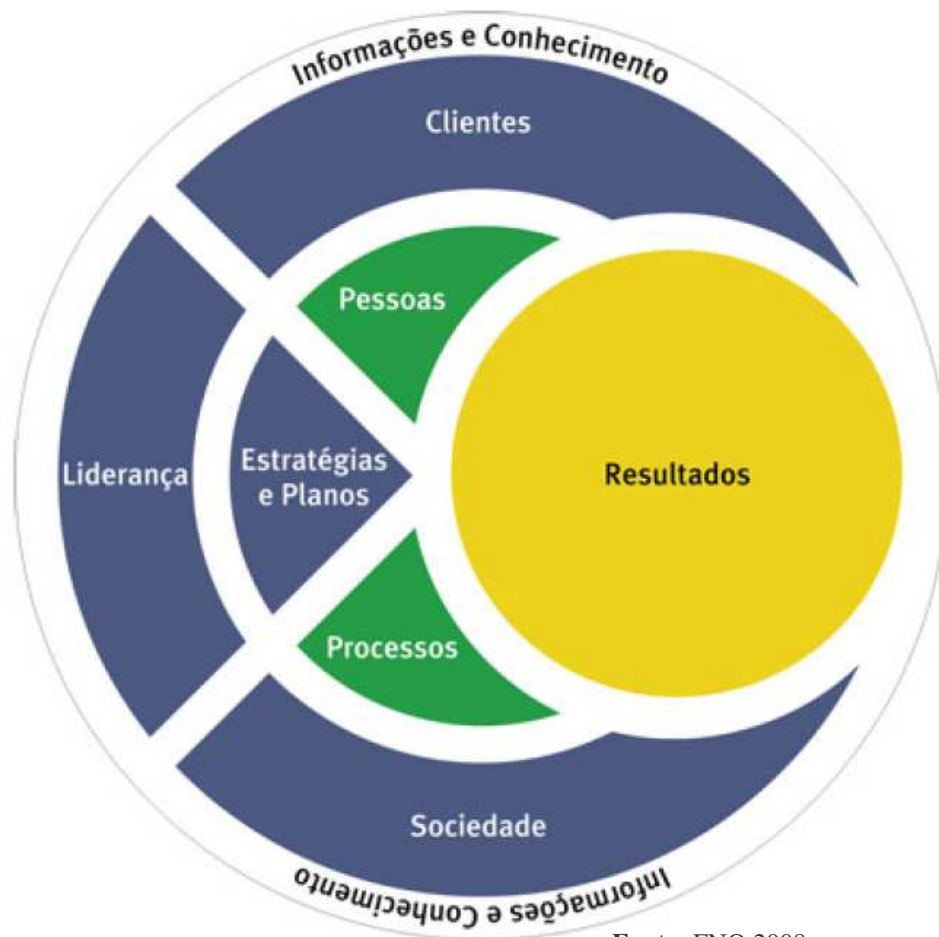 Informações e Conhecimento
Clientes
Pessoas
Liderança
Estratégias
e Planos
Resultados
Processos
Sociedade
Informações e Conhecimento